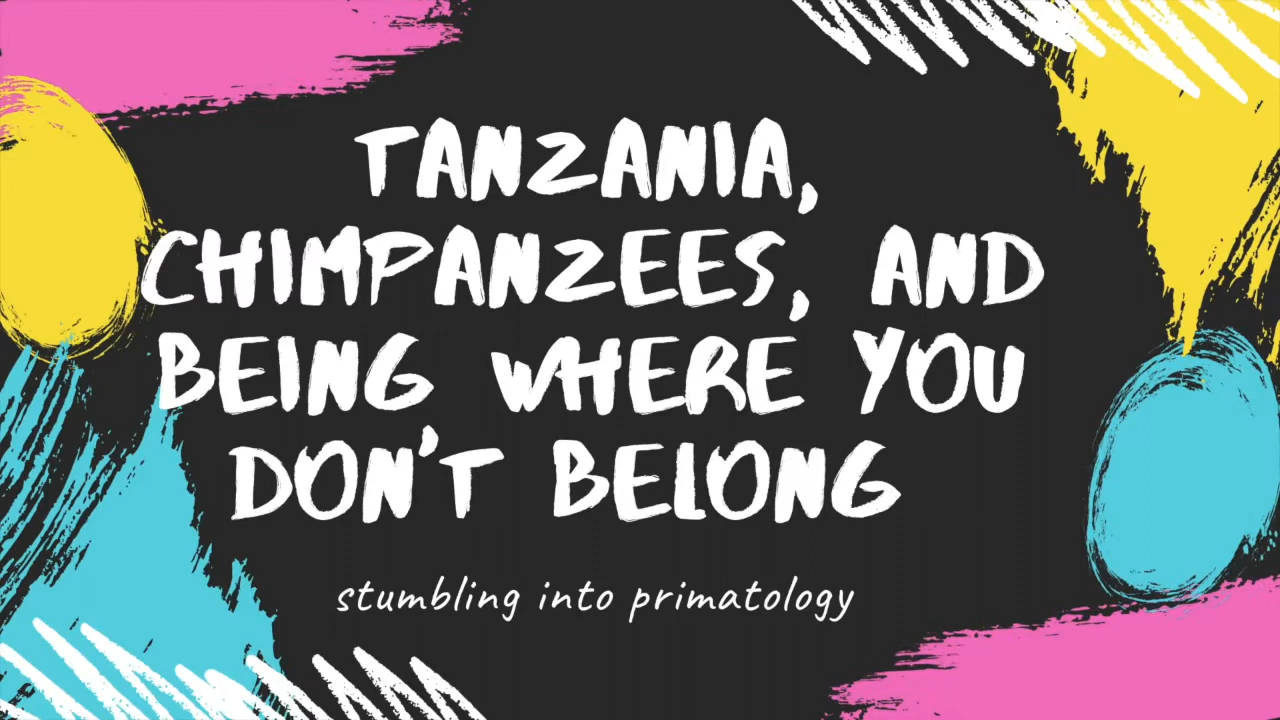 TANZANIA,
CHIMPANZEES, AND
BEING WHERE YOU
DON'T BELONG
stumbling into primatology